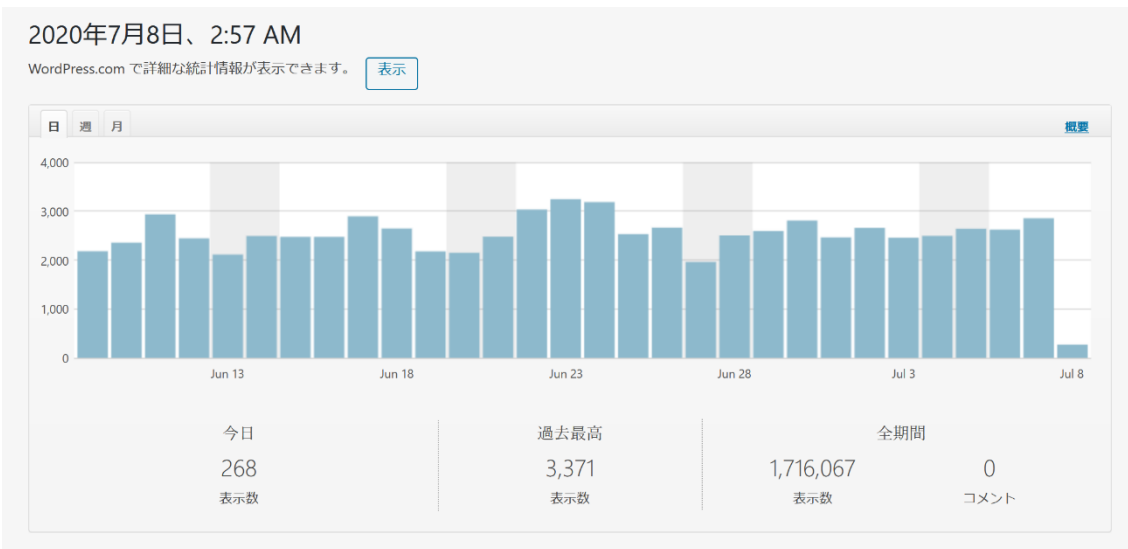 2020年7月8日、2:57 AM
WordPress.com で詳細な統計情報が表示できます。 表示
日 週 月 概要
4,000
3,000
2,000
1,000
0
Jun 13 Jun 18 Jun 23 Jun 28 Jul 3 Jul 8
今日 過去最高 全期間
268 3,371 1,716,067 0
表示数 表示数 表示数 コメント